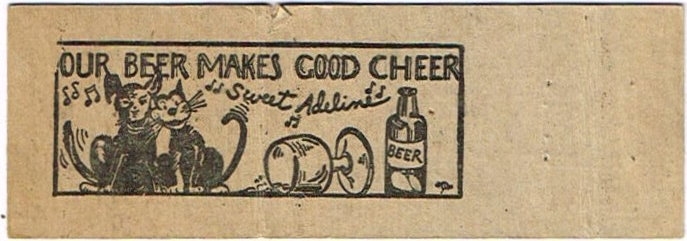 OUR BEER MAKES GOOD CHEER
Sweet Adeline
BEER